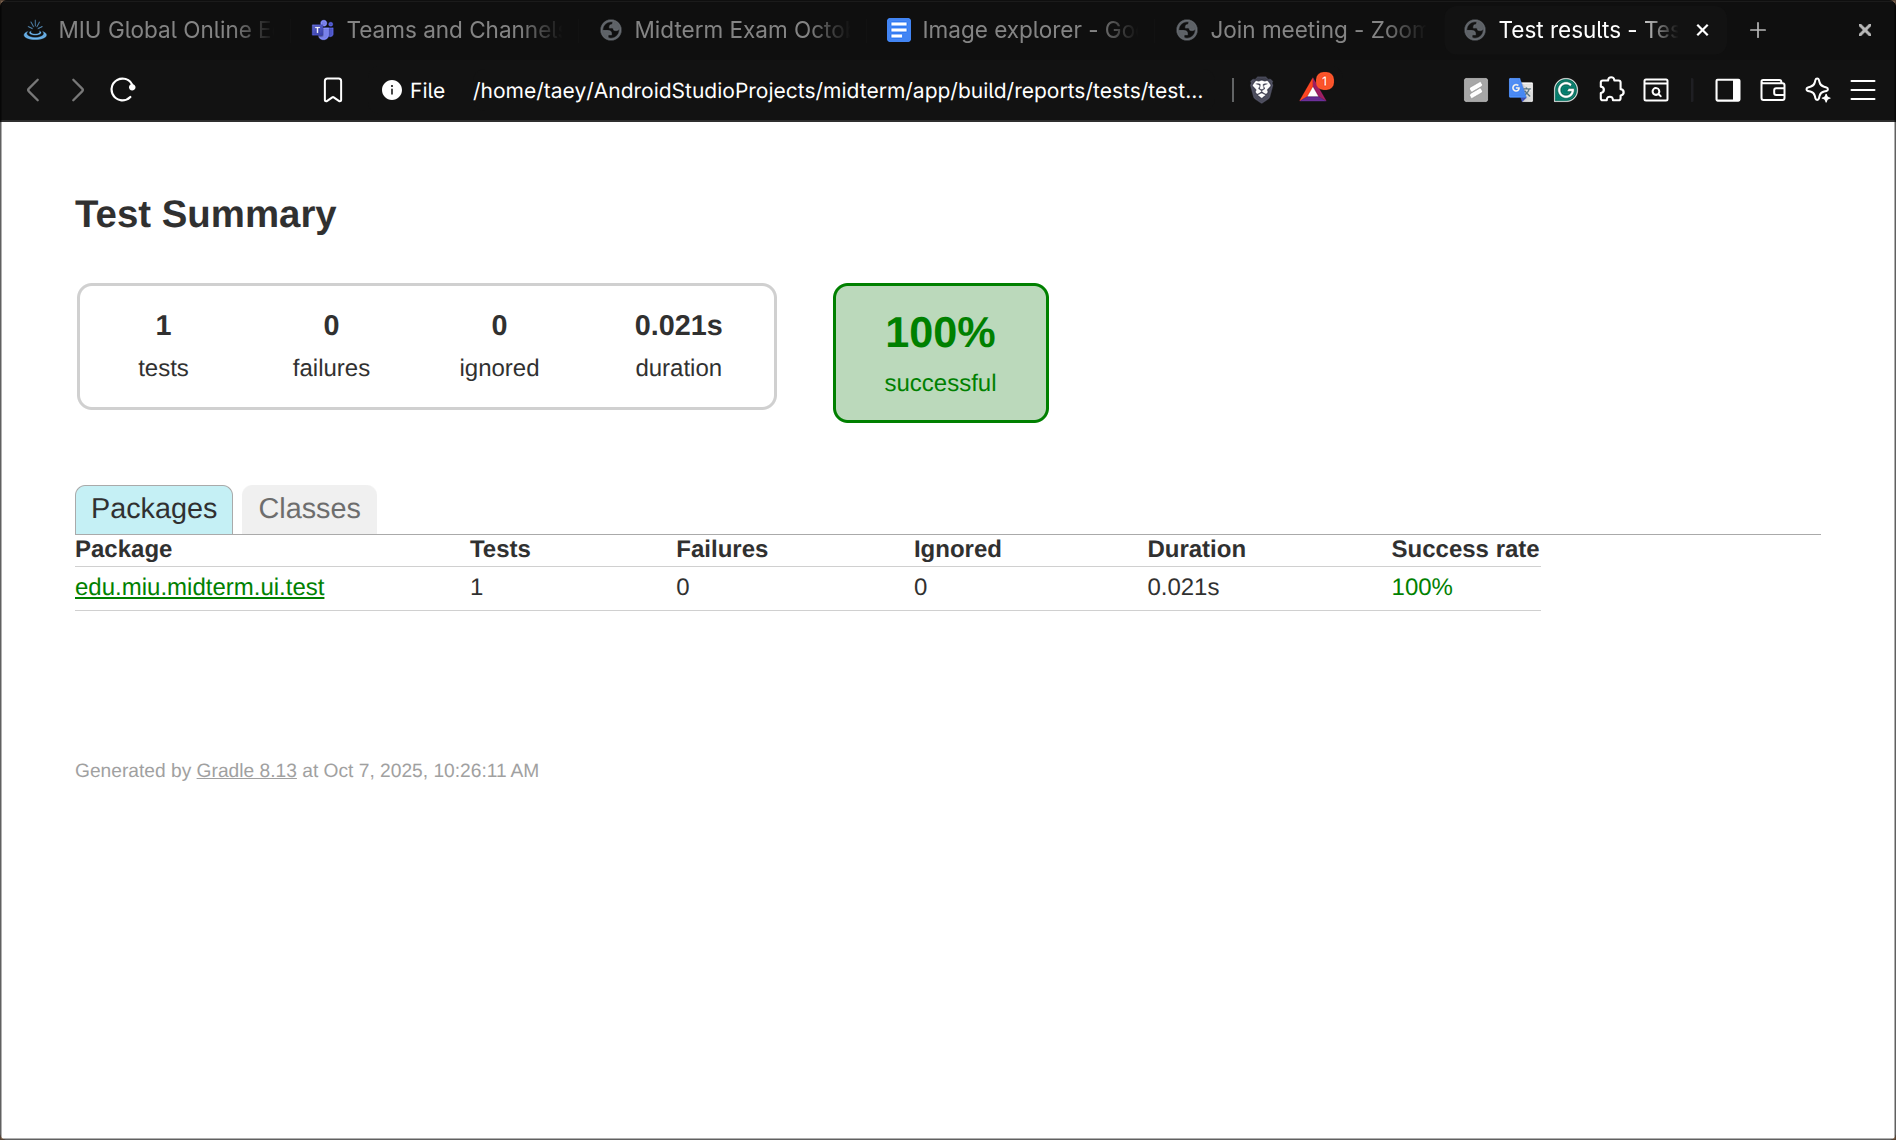 MIU Global Online E
Teams and Channel
Midterm Exam Octo
Image explorer - Go
Join meeting - Zoom
Test results - Tes
File
/home/taey/AndroidStudioProjects/midterm/app/build/reports/tests/test...
1
Test Summary
1 0 0 0.021s
tests failures ignored duration
100%
successful
Packages Classes
Package Tests Failures Ignored Duration Success rate
edu.miu.midterm.ui.test 1 0 0 0.021s 100%
Generated by Gradle 8.13 at Oct 7, 2025, 10:26:11 AM